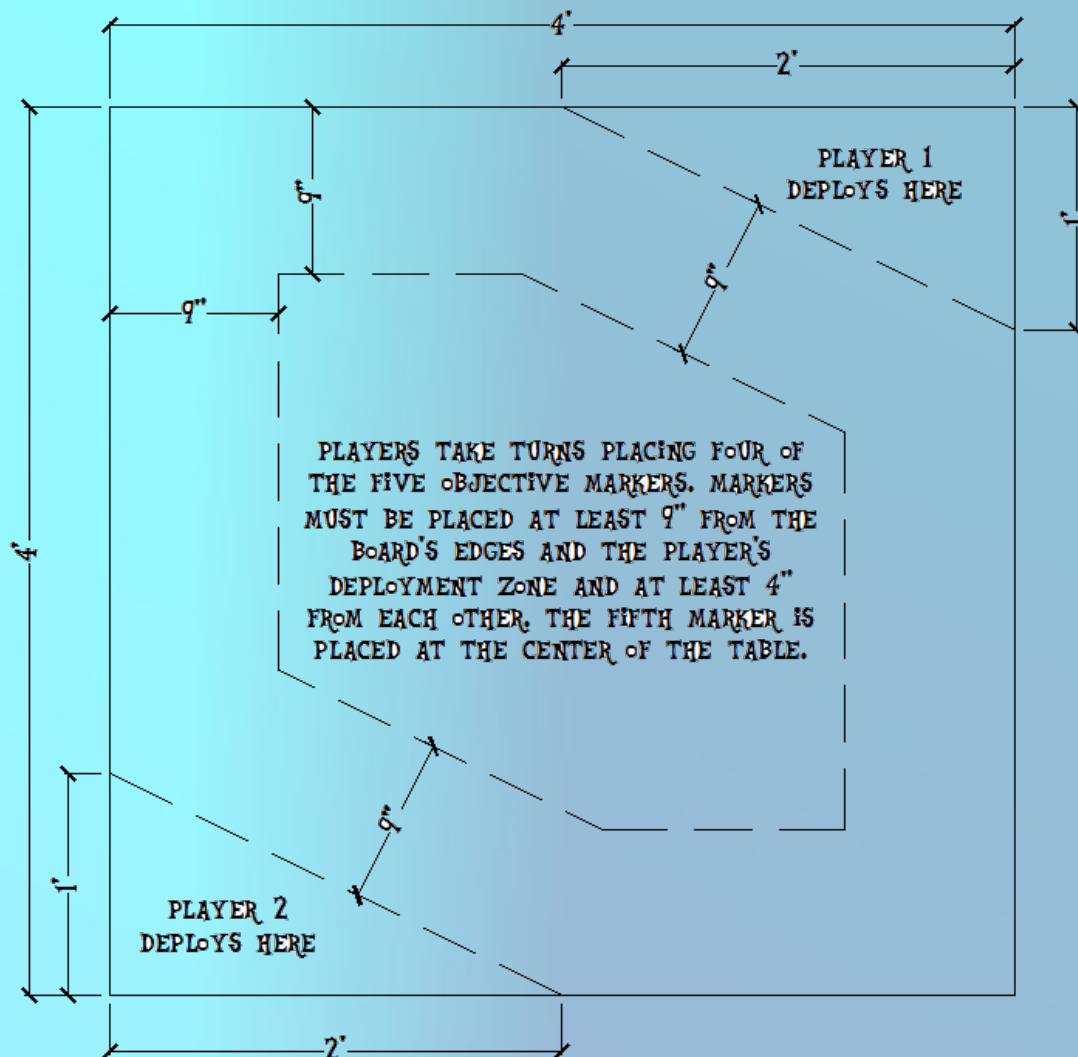 4'
2'
PLAYER 1
DEPLOYS HERE
9"
1'
9"
9"
PLAYERS TAKE TURNS PLACING FOUR OF
THE FIVE OBJECTIVE MARKERS. MARKERS
MUST BE PLACED AT LEAST 9" FROM THE
BOARD'S EDGES AND THE PLAYER'S
DEPLOYMENT ZONE AND AT LEAST 4"
FROM EACH OTHER. THE FIFTH MARKER IS
PLACED AT THE CENTER OF THE TABLE.
4'
9"
1'
PLAYER 2
DEPLOYS HERE
2'